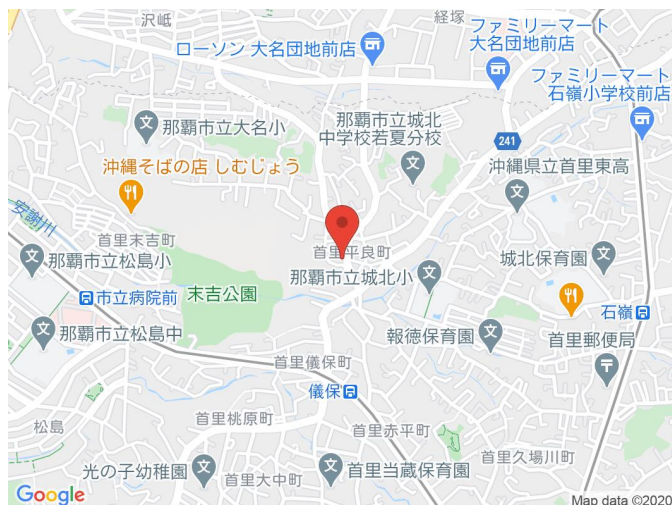 沢岻
経塚
ファミリーマート
大名団地前店
ローソン 大名団地前店
ファミリーマート
石嶺小学校前店
那覇市立大名小
那覇市立城北
中学校若夏分校
241
沖縄県立首里東高
沖縄そばの店 しむじょう
安謝川
首里末吉町
首里平良町
那覇市立松島小
那覇市立城北小
城北保育園
末吉公園
市立病院前
石嶺
那覇市立松島中
報徳保育園
首里郵便局
首里儀保町
儀保
松島
首里桃原町
首里赤平町
首里久場川町
光の子幼稚園
首里大中町
首里当蔵保育園
Google
Map data ©2020